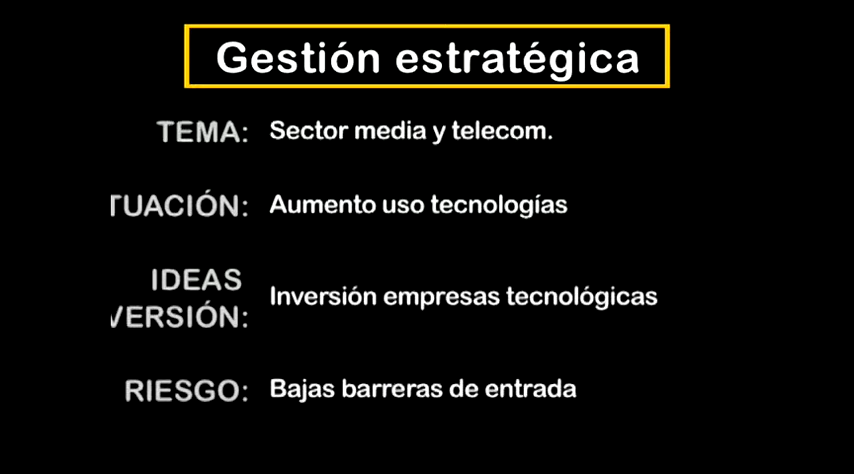 Gestión estratégica
TEMA: Sector media y telecom.
TUACIÓN: Aumento uso tecnologías
IDEAS
VERSIÓN: Inversión empresas tecnológicas
RIESGO: Bajas barreras de entrada